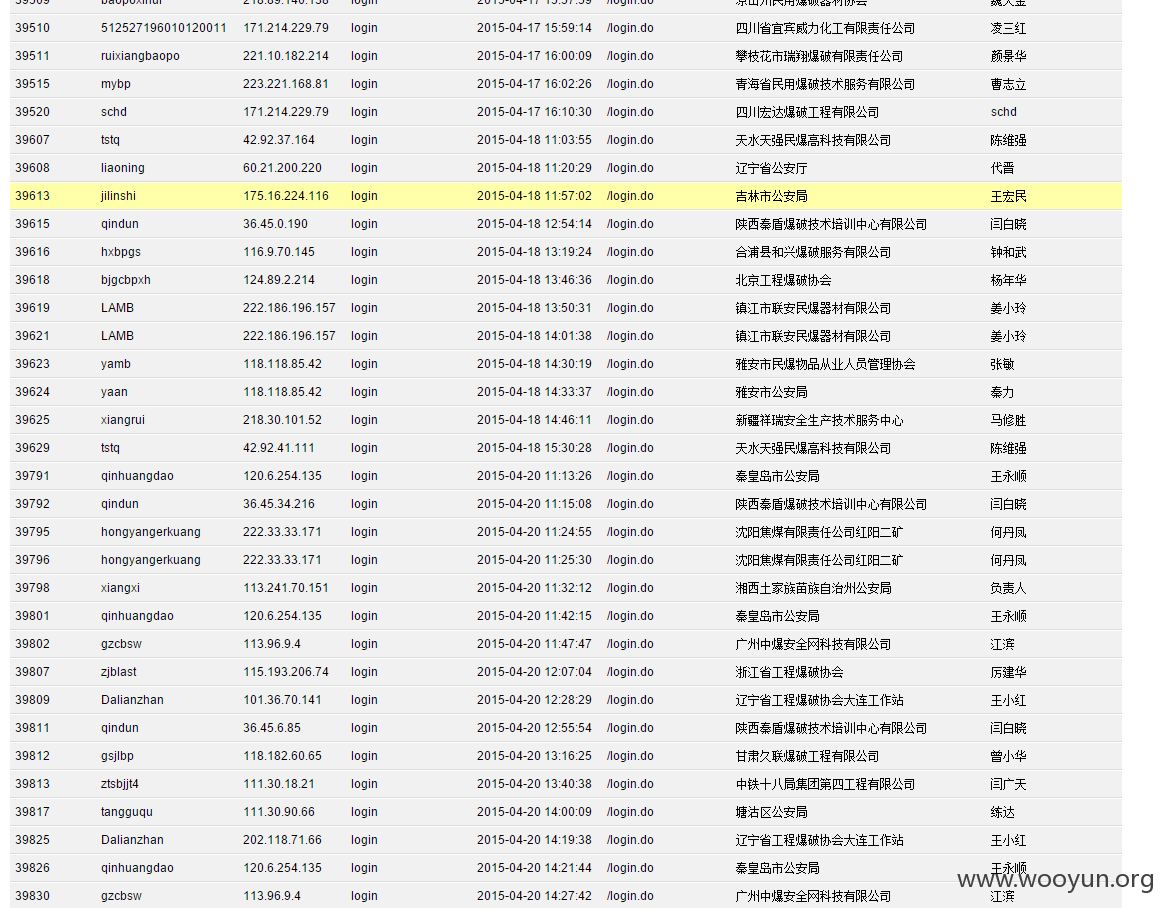 39509 baopoxinui 218.89.140.138 login 2015-04-17 15:57:59 /login.do
39510 512527196010120011 171.214.229.79 login 2015-04-17 15:59:14 /login.do 四川省宜宾威力化工有限责任公司 凌三红
39511 ruixiangbaopo 221.10.182.214 login 2015-04-17 16:00:09 /login.do 攀枝花市瑞翔爆破有限责任公司 颜景华
39515 mybp 223.221.168.81 login 2015-04-17 16:02:26 /login.do 青海省民用爆破技术服务有限公司 曹志立
39520 schd 171.214.229.79 login 2015-04-17 16:10:30 /login.do 四川宏达爆破工程有限公司 schd
39607 tstq 42.92.37.164 login 2015-04-18 11:03:55 /login.do 天水天强民爆高科技有限公司 陈维强
39608 liaoning 60.21.200.220 login 2015-04-18 11:20:29 /login.do 辽宁省公安厅 代晋
39613 jilinshi 175.16.224.116 login 2015-04-18 11:57:02 /login.do 吉林市公安局 王宏民
39615 qindun 36.45.0.190 login 2015-04-18 12:54:14 /login.do 陕西秦盾爆破技术培训中心有限公司 闫白晓
39616 hxbpgs 116.9.70.145 login 2015-04-18 13:19:24 /login.do 合浦县和兴爆破服务有限公司 钟和武
39618 bjgcbpxh 124.89.2.214 login 2015-04-18 13:46:36 /login.do 北京工程爆破协会 杨年华
39619 LAMB 222.186.196.157 login 2015-04-18 13:50:31 /login.do 镇江市联安民爆器材有限公司 姜小玲
39621 LAMB 222.186.196.157 login 2015-04-18 14:01:38 /login.do 镇江市联安民爆器材有限公司 姜小玲
39623 yamb 118.118.85.42 login 2015-04-18 14:30:19 /login.do 雅安市民爆物品从业人员管理协会 张敏
39624 yaan 118.118.85.42 login 2015-04-18 14:33:37 /login.do 雅安市公安局 秦力
39625 xiangrui 218.30.101.52 login 2015-04-18 14:46:11 /login.do 新疆祥瑞安全生产技术服务中心 马修胜
39629 tstq 42.92.41.111 login 2015-04-18 15:30:28 /login.do 天水天强民爆高科技有限公司 陈维强
39791 qinhuangdao 120.6.254.135 login 2015-04-20 11:13:26 /login.do 秦皇岛市公安局 王永顺
39792 qindun 36.45.34.216 login 2015-04-20 11:15:08 /login.do 陕西秦盾爆破技术培训中心有限公司 闫白晓
39795 hongyangerkuang 222.33.33.171 login 2015-04-20 11:24:55 /login.do 沈阳焦煤有限责任公司红阳二矿 何丹凤
39796 hongyangerkuang 222.33.33.171 login 2015-04-20 11:25:30 /login.do 沈阳焦煤有限责任公司红阳二矿 何丹凤
39798 xiangxi 113.241.70.151 login 2015-04-20 11:32:12 /login.do 湘西土家族苗族自治州公安局 负责人
39801 qinhuangdao 120.6.254.135 login 2015-04-20 11:42:15 /login.do 秦皇岛市公安局 王永顺
39802 gzcbsw 113.96.9.4 login 2015-04-20 11:47:47 /login.do 广州中爆安全网科技有限公司 江滨
39807 zjblast 115.193.206.74 login 2015-04-20 12:07:04 /login.do 浙江省工程爆破协会 厉建华
39809 Dalianzhan 101.36.70.141 login 2015-04-20 12:28:29 /login.do 辽宁省工程爆破协会大连工作站 王小红
39811 qindun 36.45.6.85 login 2015-04-20 12:55:54 /login.do 陕西秦盾爆破技术培训中心有限公司 闫白晓
39812 gsjlbp 118.182.60.65 login 2015-04-20 13:16:25 /login.do 甘肃久联爆破工程有限公司 曾小华
39813 ztsbjjt4 111.30.18.21 login 2015-04-20 13:40:38 /login.do 中铁十八局集团第四工程有限公司 闫广天
39817 tangguqu 111.30.90.66 login 2015-04-20 14:00:09 /login.do 塘沽区公安局 练达
39825 Dalianzhan 202.118.71.66 login 2015-04-20 14:19:38 /login.do 辽宁省工程爆破协会大连工作站 王小红
39826 qinhuangdao 120.6.254.135 login 2015-04-20 14:21:44 /login.do 秦皇岛市公安局 王永顺
39830 gzcbsw 113.96.9.4 login 2015-04-20 14:27:42 /login.do 广州中爆安全网科技有限公司 江滨
www.wooyun.org